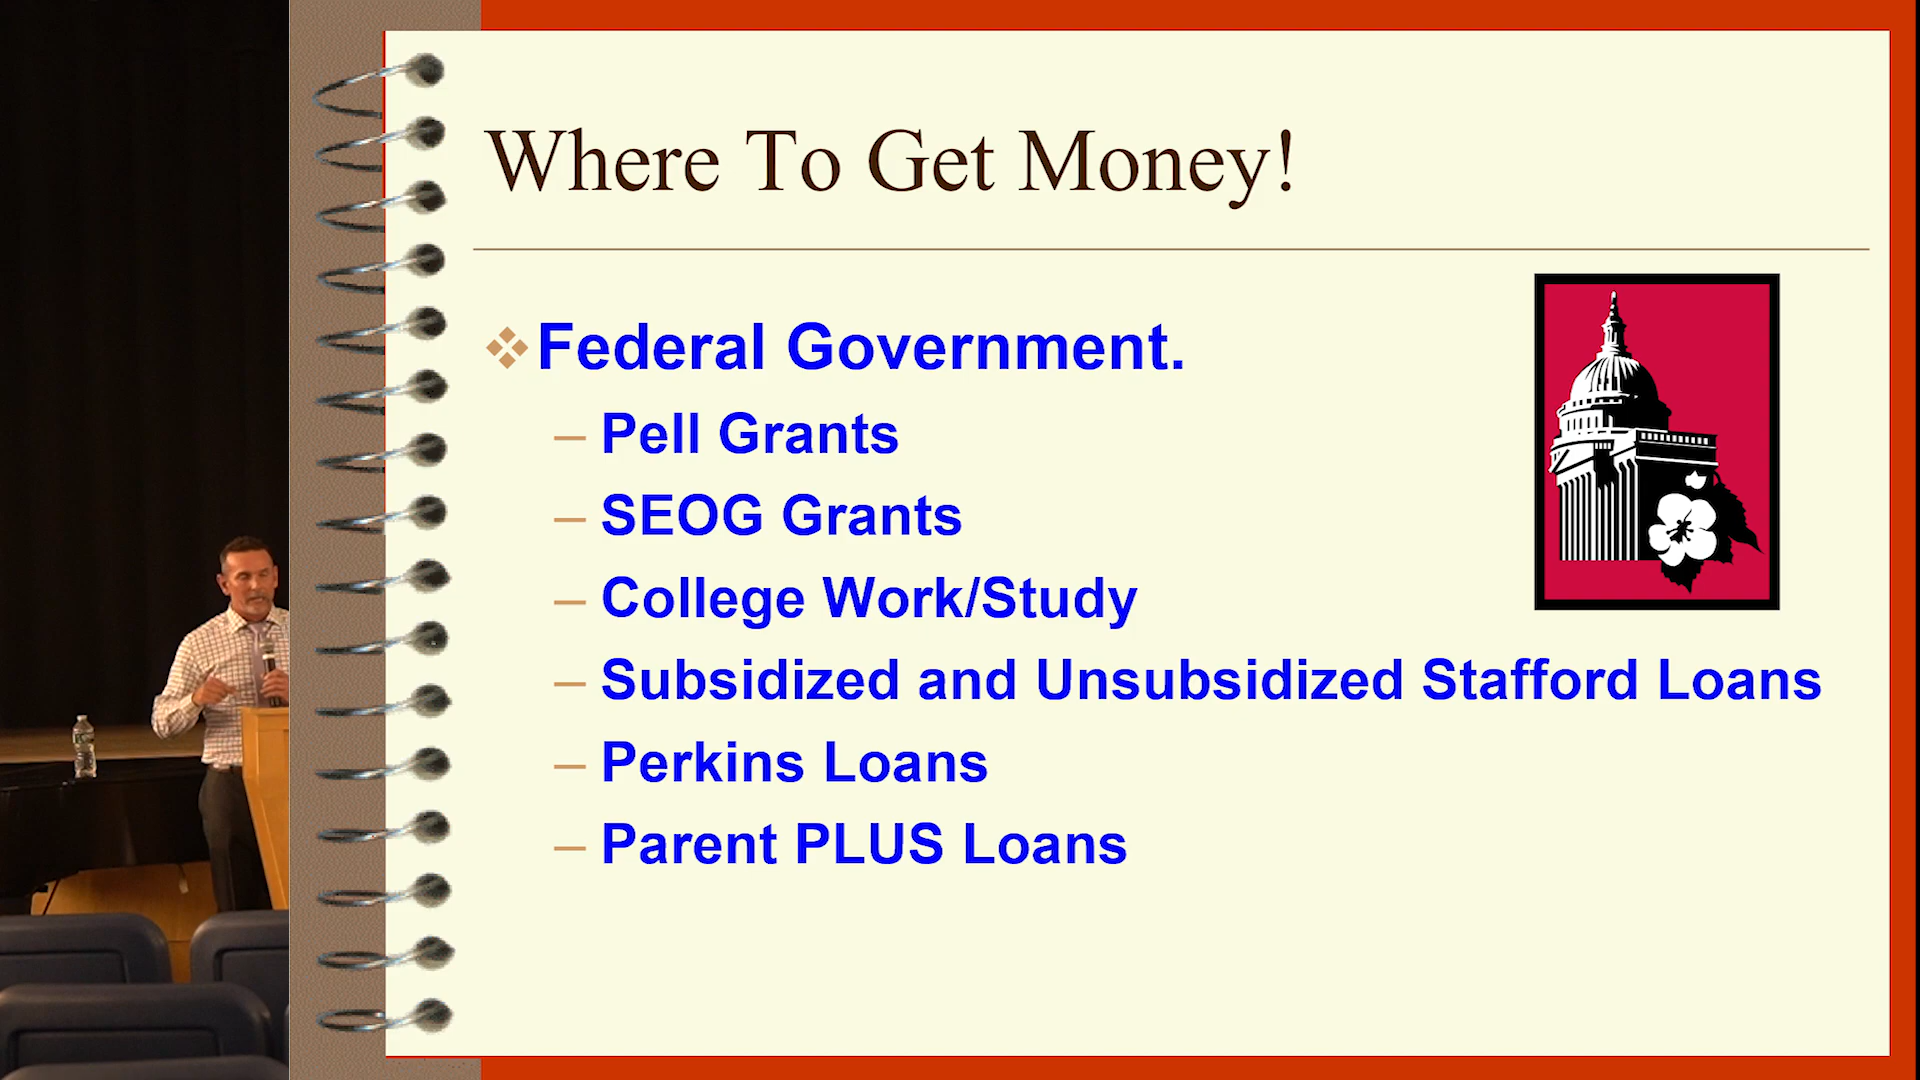 Where To Get Money!
Federal Government.
– Pell Grants
– SEOG Grants
– College Work/Study
– Subsidized and Unsubsidized Stafford Loans
– Perkins Loans
– Parent PLUS Loans